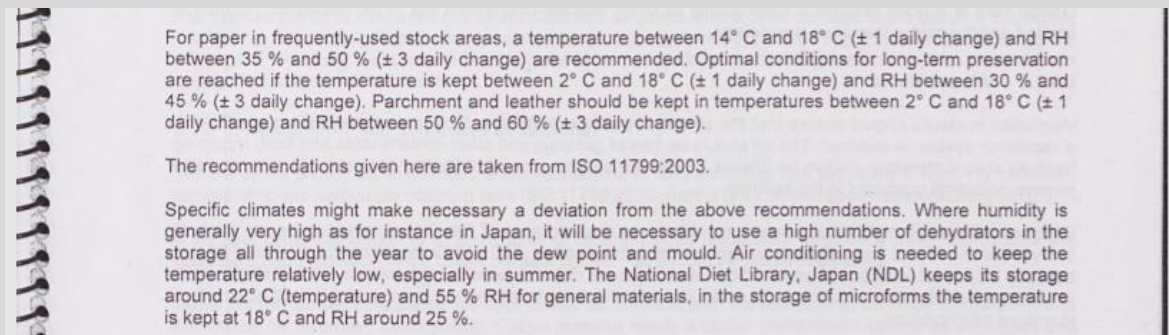 For paper in frequently-used stock areas, a temperature between 14° C and 18° C (± 1 daily change) and RH
between 35 % and 50 % (± 3 daily change) are recommended. Optimal conditions for long-term preservation
are reached if the temperature is kept between 2° C and 18° C (± 1 daily change) and RH between 30 % and
45 % (± 3 daily change). Parchment and leather should be kept in temperatures between 2° C and 18° C (± 1
daily change) and RH between 50 % and 60 % (± 3 daily change).
The recommendations given here are taken from ISO 11799:2003.
Specific climates might make necessary a deviation from the above recommendations. Where humidity is
generally very high as for instance in Japan, it will be necessary to use a high number of dehydrators in the
storage all through the year to avoid the dew point and mould. Air conditioning is needed to keep the
temperature relatively low, especially in summer. The National Diet Library, Japan (NDL) keeps its storage
around 22° C (temperature) and 55 % RH for general materials, in the storage of microforms the temperature
is kept at 18° C and RH around 25 %.